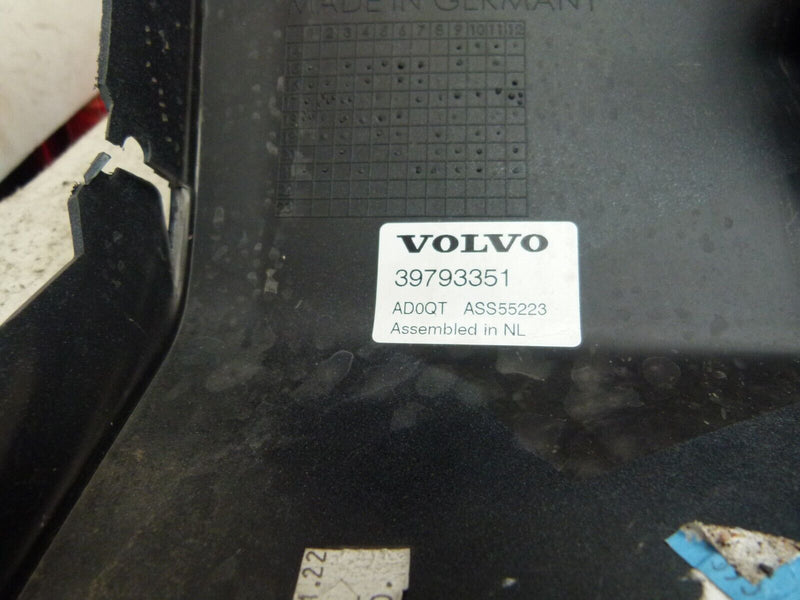 MADE IN GERMANY
1 2 3 4 5 6 7 8 9 10 11 12
VOLVO
39793351
AD0QT ASS55223
Assembled in NL
.22